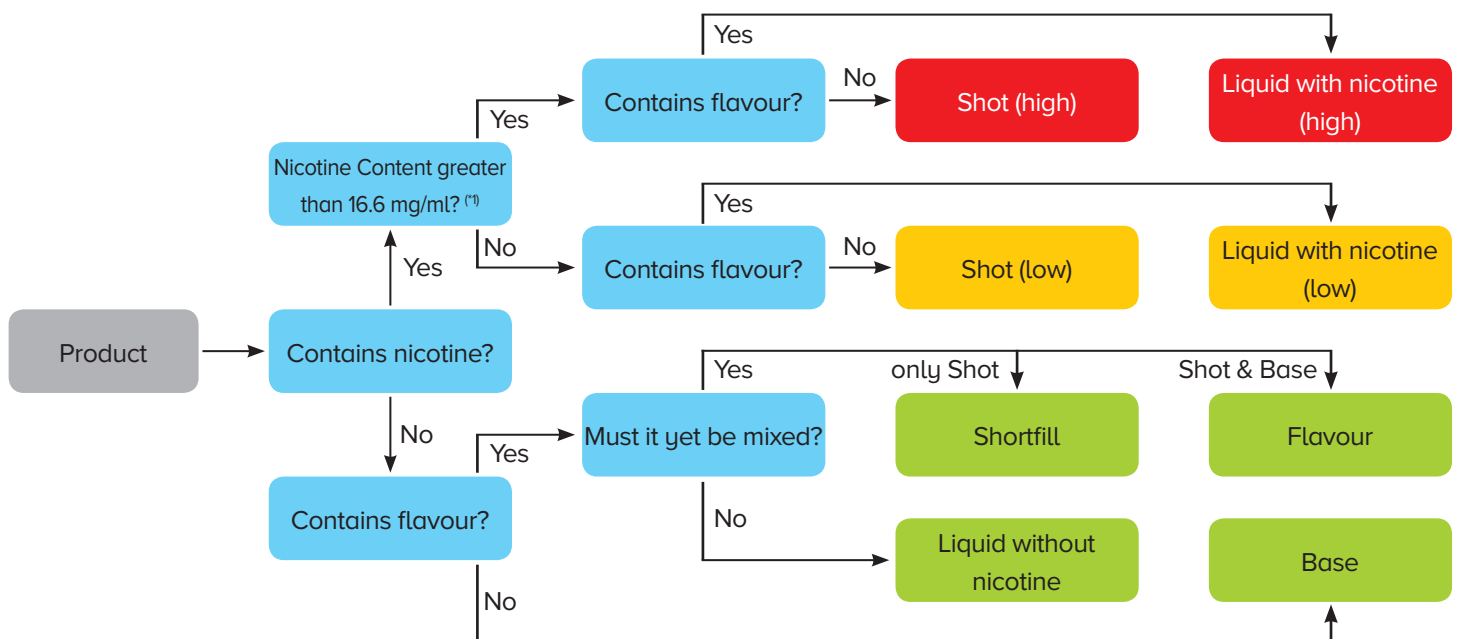 Yes
Contains flavour?
No
Shot (high)
Liquid with nicotine
(high)
Yes
Nicotine Content greater
than 16.6 mg/ml? (*1)
Yes
No
Contains flavour?
No
Shot (low)
Liquid with nicotine
(low)
Yes
Product
Contains nicotine?
Yes
only Shot
Shot & Base
No
Yes
Must it yet be mixed?
Shortfill
Flavour
Contains flavour?
No
Liquid without
nicotine
Base
No